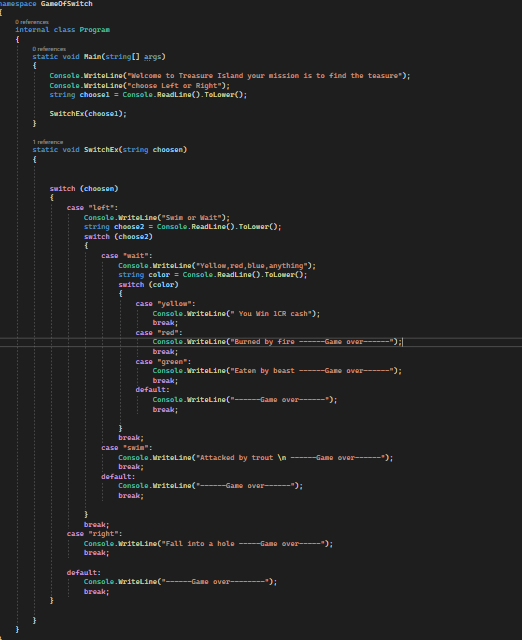 namespace GameOfSwitch
{
0 references
internal class Program
{
0 references
static void Main(string[] args)
{
Console.WriteLine("Welcome to Treasure Island your mission is to find the teasure");
Console.WriteLine("choose Left or Right");
string choose1 = Console.ReadLine().ToLower();
SwitchEx(choose1);
}
1 reference
static void SwitchEx(string choosen)
{
switch (choosen)
{
case "left":
Console.WriteLine("Swim or Wait");
string choose2 = Console.ReadLine().ToLower();
switch (choose2)
{
case "wait":
Console.WriteLine("Yellow,red,blue,anything");
string color = Console.ReadLine().ToLower();
switch (color)
{
case "yellow":
Console.WriteLine(" You Win 1CR cash");
break;
case "red":
Console.WriteLine("Burned by fire ------Game over------");
break;
case "green":
Console.WriteLine("Eaten by beast ------Game over------");
break;
default:
Console.WriteLine("------Game over------");
break;
}
break;
case "swim":
Console.WriteLine("Attacked by trout \n ------Game over------");
break;
default:
Console.WriteLine("------Game over------");
break;
}
break;
case "right":
Console.WriteLine("Fall into a hole -----Game over-----");
break;
default:
Console.WriteLine("------Game over--------");
break;
}
}
}